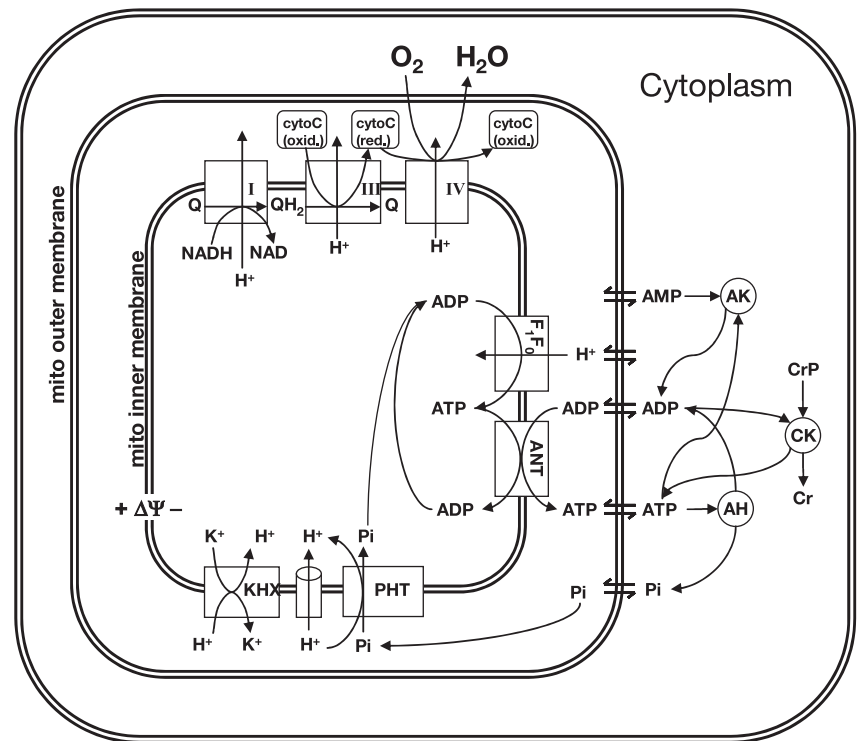 O2 H2O
Cytoplasm
cytoC
(oxid.)
cytoC
(red.)
cytoC
(oxid.)
I
III
IV
Q
QH2
Q
NADH
NAD
H+
H+
H+
mito outer membrane
mito inner membrane
ADP
F1F0
H+
AMP
AK
CrP
ATP
ADP
ADP
CK
ANT
Cr
ADP
ATP
ATP
AH
+ ΔΨ −
K+
H+
H+
Pi
KHX
PHT
Pi
Pi
H+
K+
H+
Pi